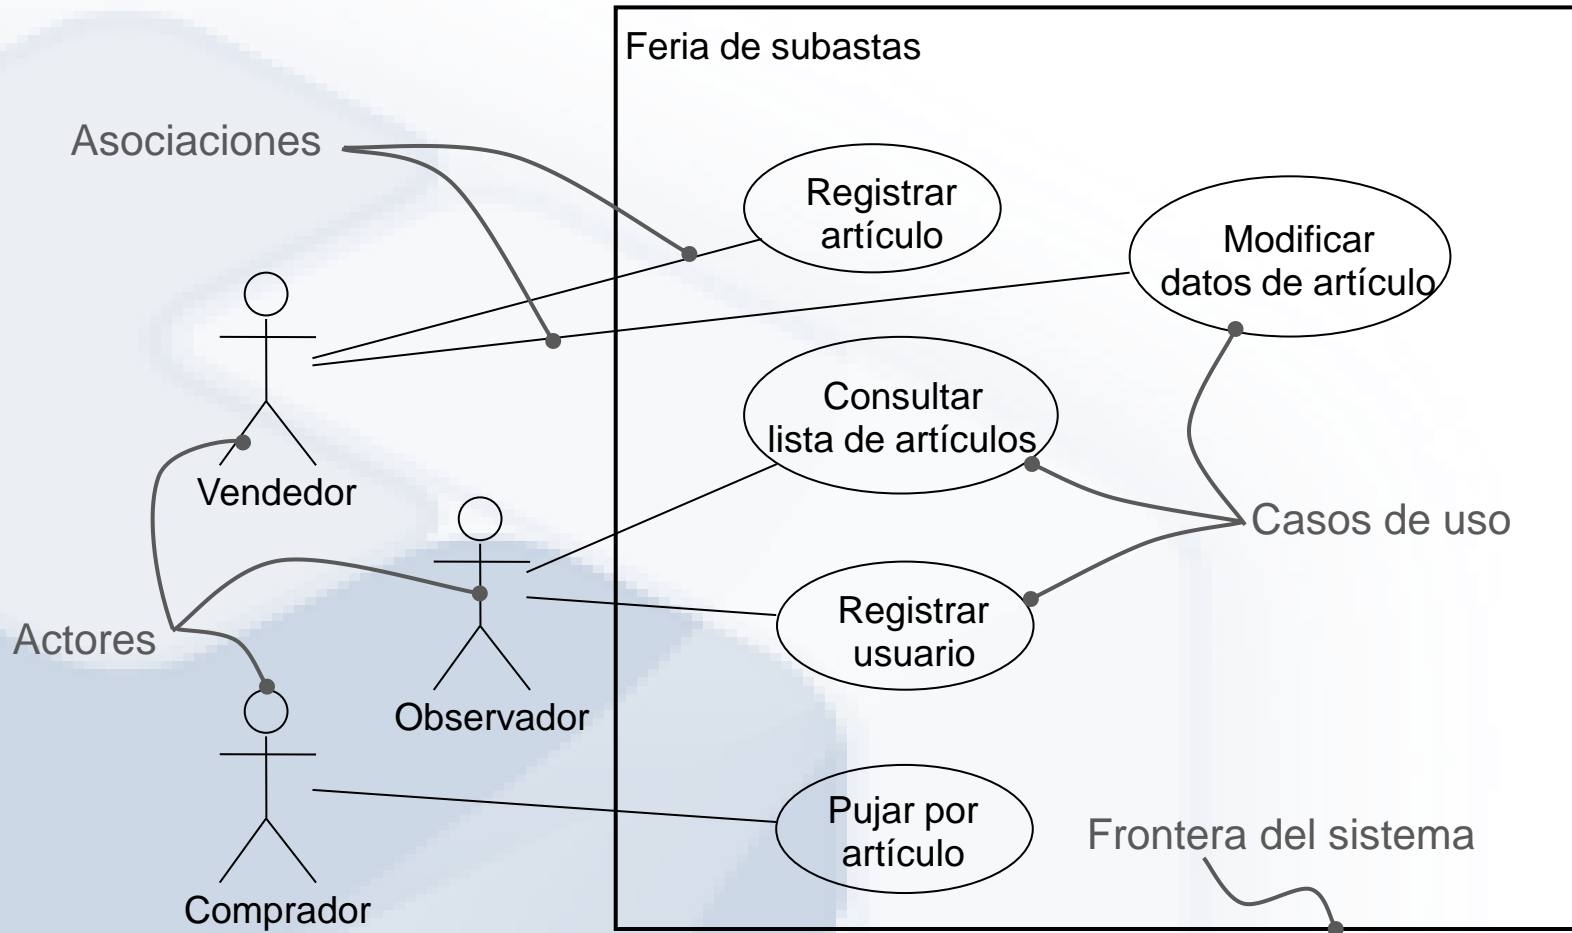 Feria de subastas
Asociaciones
Registrar
artículo
Modificar
datos de artículo
Consultar
lista de artículos
Vendedor
Casos de uso
Registrar
usuario
Actores
Observador
Pujar por
artículo
Frontera del sistema
Comprador